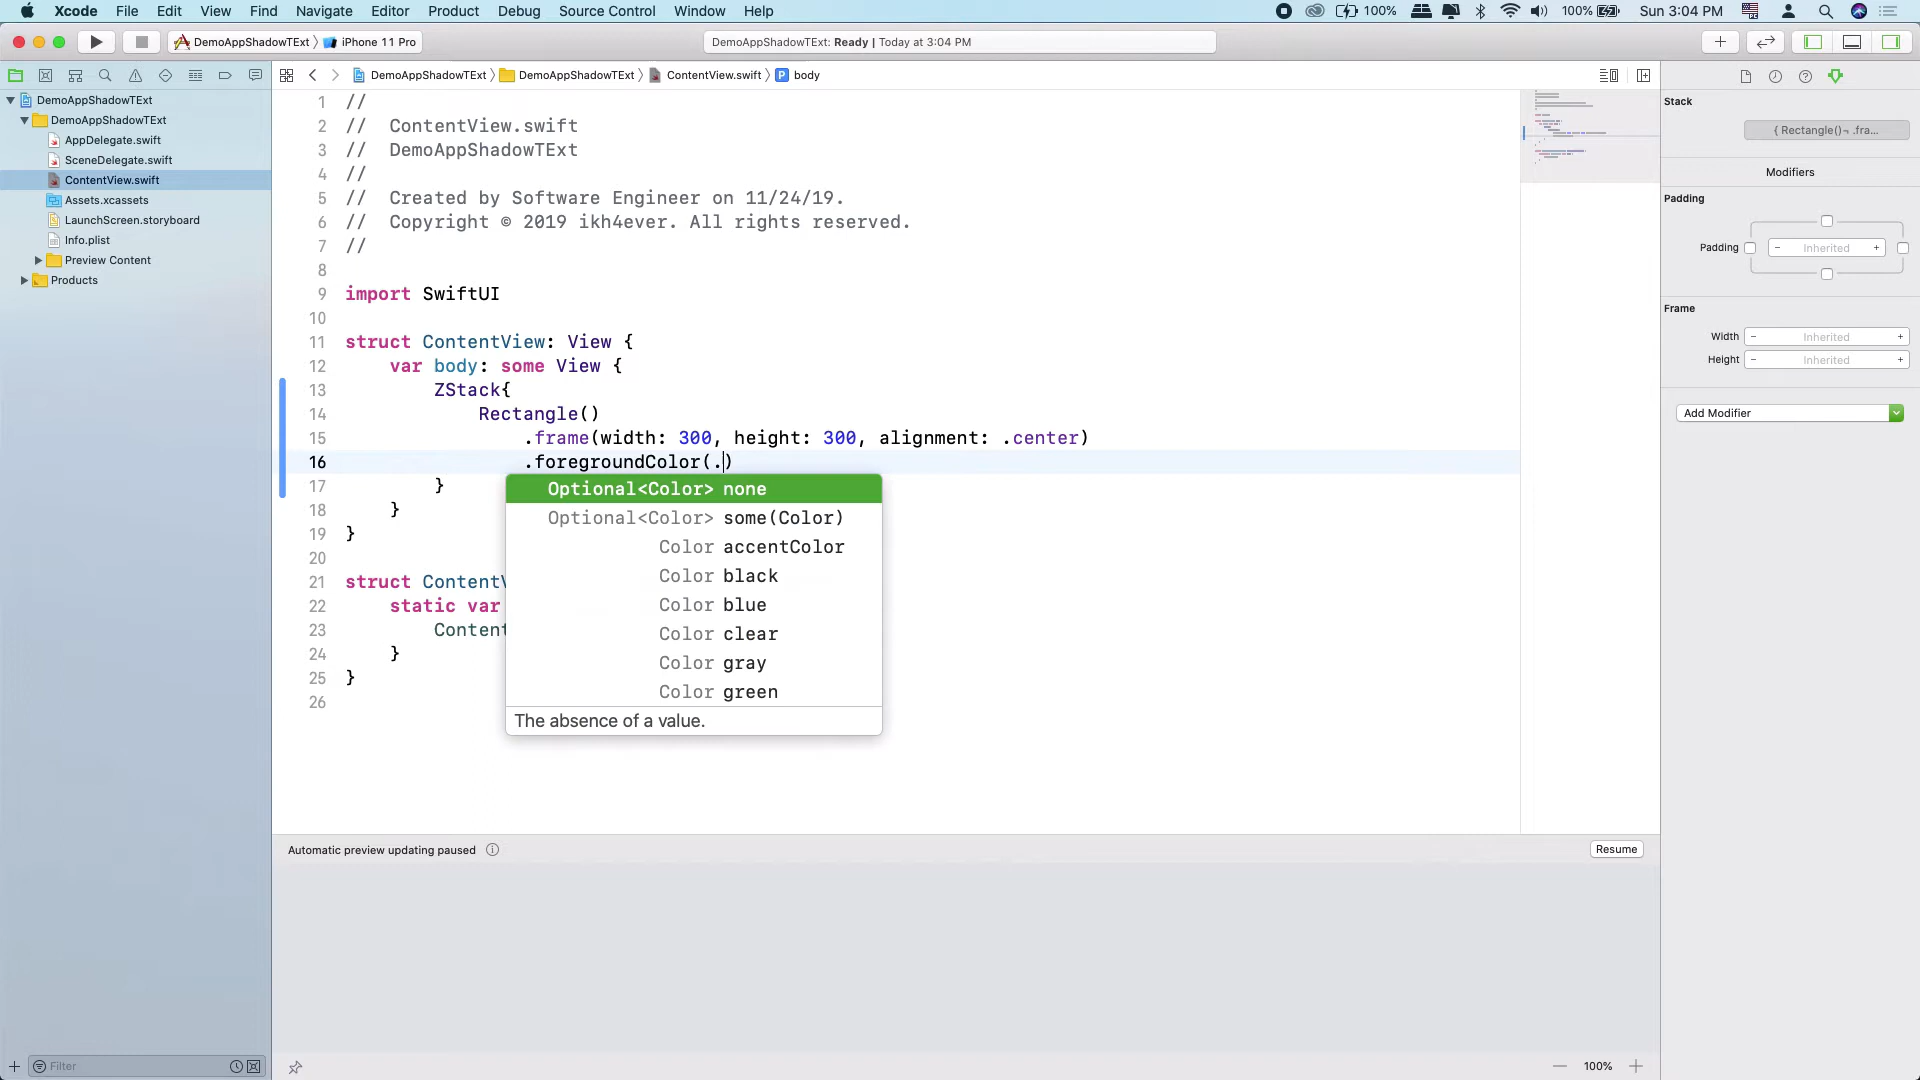 Xcode File Edit View Find Navigate Editor Product Debug Source Control Window Help 100% 100% Sun 3:04 PM
DemoAppShadowTExt iPhone 11 Pro DemoAppShadowTExt: Ready | Today at 3:04 PM
DemoAppShadowTExt DemoAppShadowTExt ContentView.swift P body
DemoAppShadowTExt
DemoAppShadowTExt
AppDelegate.swift
SceneDelegate.swift
ContentView.swift
Assets.xcassets
LaunchScreen.storyboard
Info.plist
Preview Content
Products
Filter
1 //
2 // ContentView.swift
3 // DemoAppShadowTExt
4 //
5 // Created by Software Engineer on 11/24/19.
6 // Copyright © 2019 ikh4ever. All rights reserved.
7 //
8
9 import SwiftUI
10
11 struct ContentView: View {
12 var body: some View {
13 ZStack{
14 Rectangle()
15 .frame(width: 300, height: 300, alignment: .center)
16 .foregroundColor(.)
17 }
18 }
19 }
20
21 struct ContentV
22 static var
23 Content
24 }
25 }
26
Optional<Color> none
Optional<Color> some(Color)
Color accentColor
Color black
Color blue
Color clear
Color gray
Color green
The absence of a value.
Automatic preview updating paused Resume
100%
Stack
{ Rectangle()¬ .fra...
Modifiers
Padding
Padding Inherited
Frame
Width Inherited
Height Inherited
Add Modifier